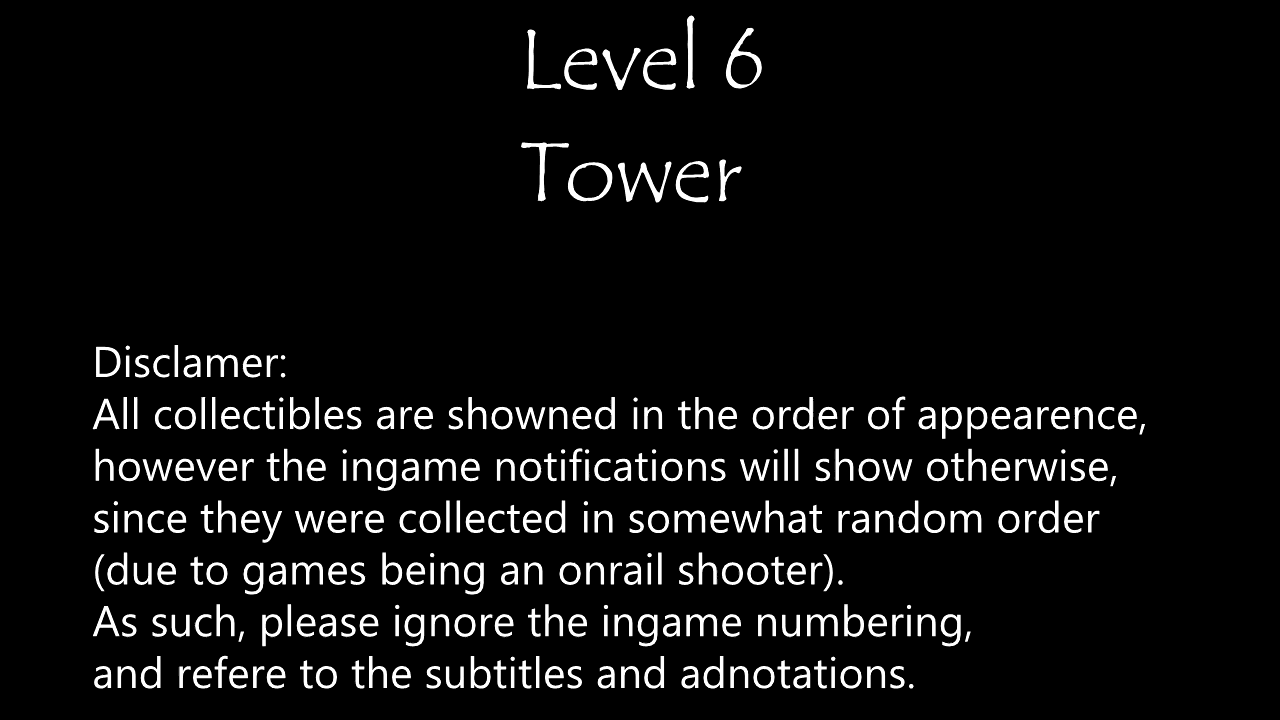 Level 6
Tower
Disclamer:
All collectibles are showned in the order of appearence,
however the ingame notifications will show otherwise,
since they were collected in somewhat random order
(due to games being an onrail shooter).
As such, please ignore the ingame numbering,
and refere to the subtitles and adnotations.